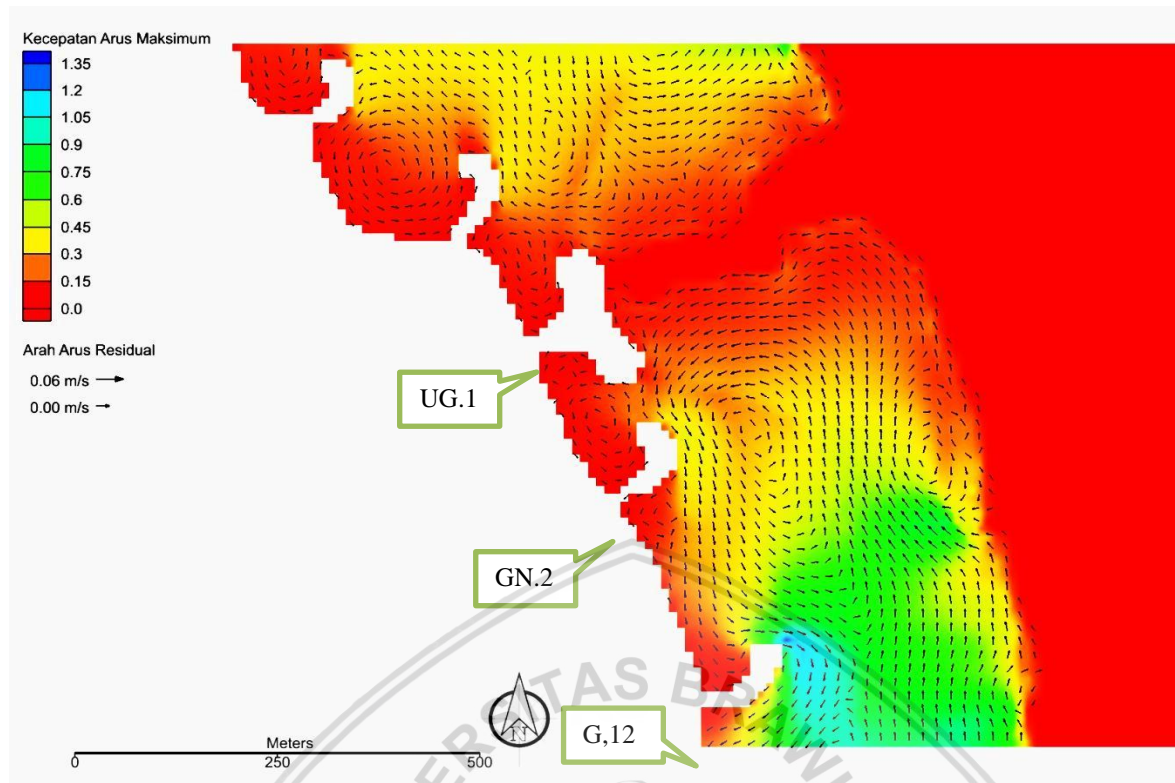 Kecepatan Arus Maksimum
1.35
1.2
1.05
0.9
0.75
0.6
0.45
0.3
0.15
0.0
Arah Arus Residual
0.06 m/s
0.00 m/s
UG.1
GN.2
G,12
N
Meters
0 250 500
ERSITAS BRAWI